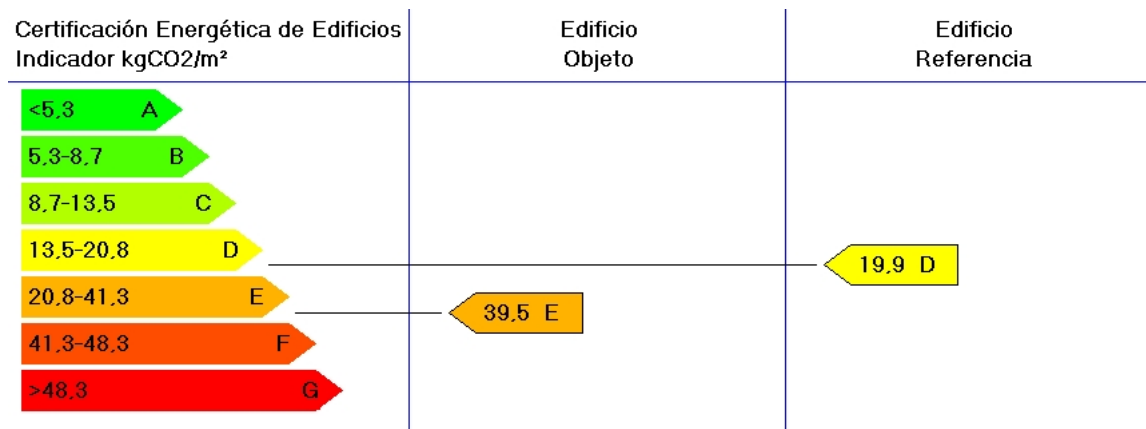 Certificación Energética de Edificios
Indicador kgCO2/m²
Edificio
Objeto
Edificio
Referencia
<5,3 A
5,3-8,7 B
8,7-13,5 C
13,5-20,8 D
19,9 D
20,8-41,3 E
39,5 E
41,3-48,3 F
>48,3 G